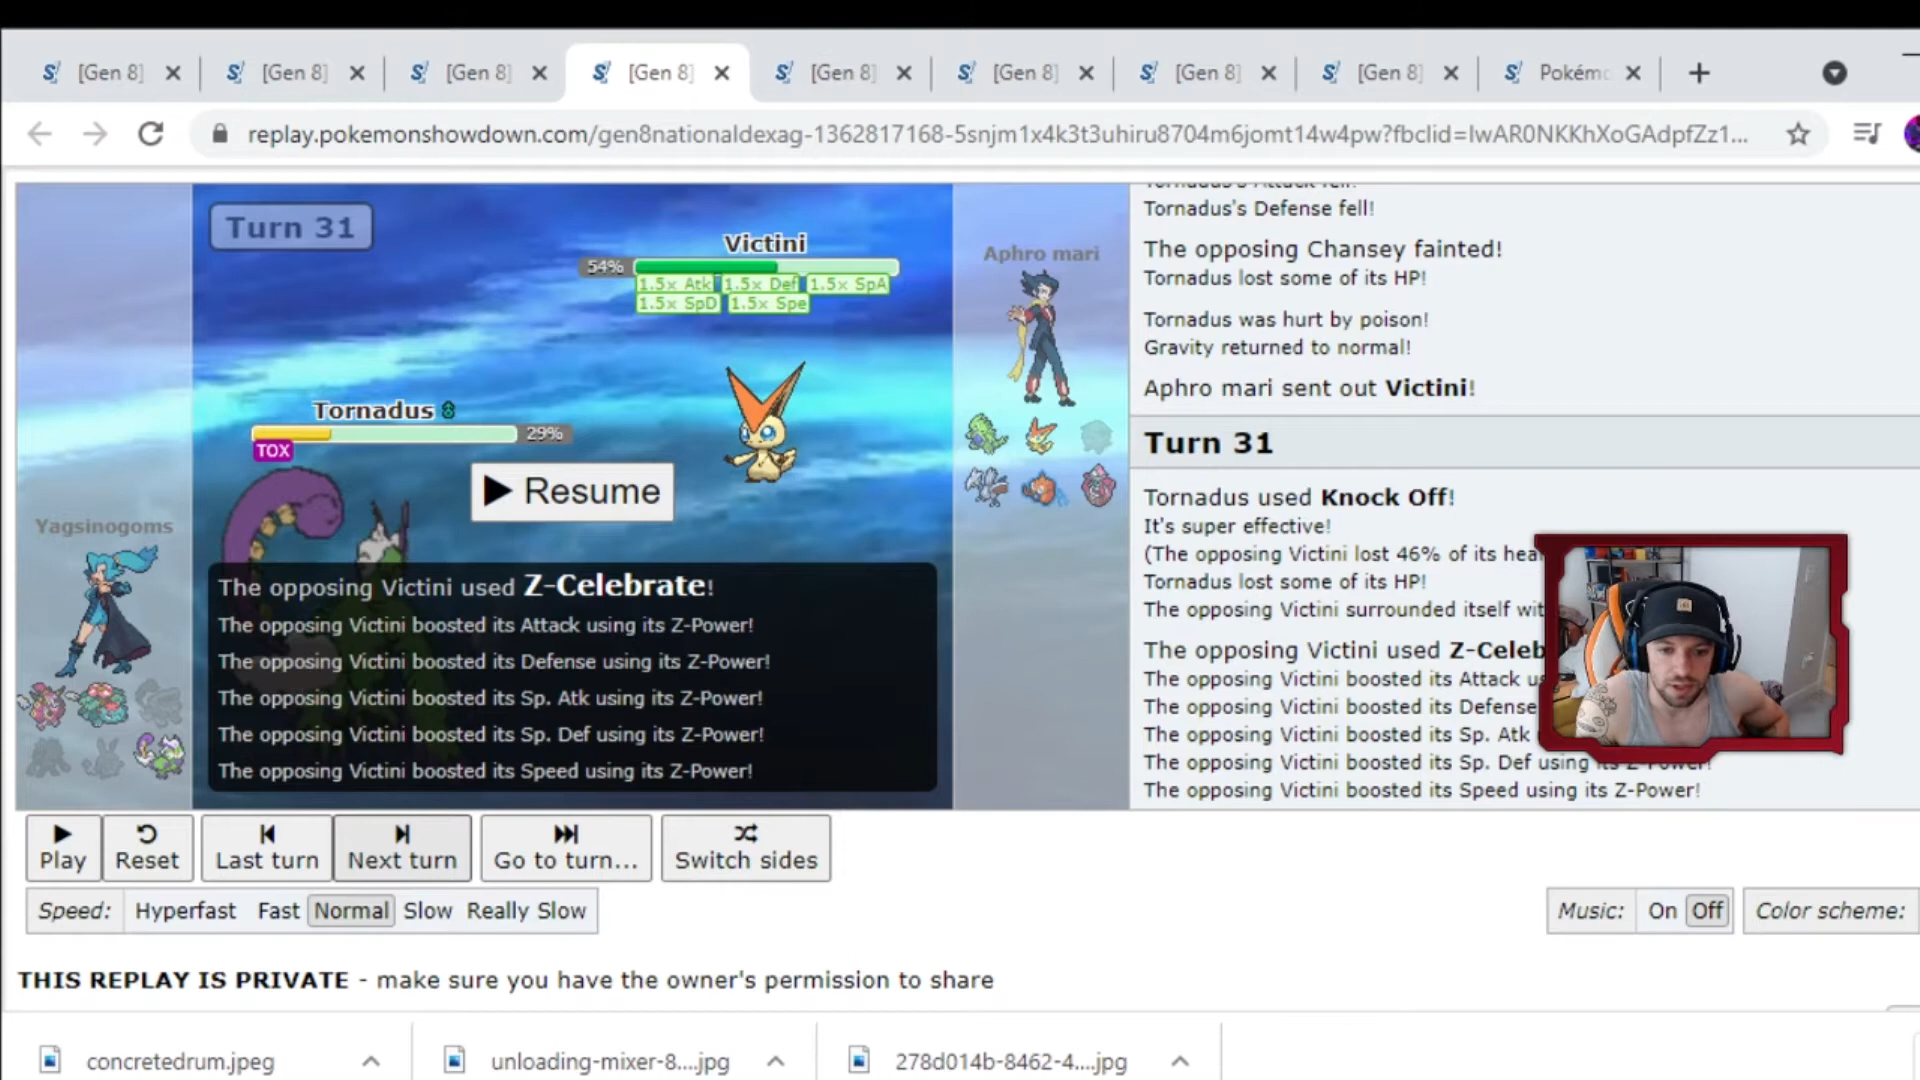 [Gen 8]
[Gen 8]
[Gen 8]
[Gen 8]
[Gen 8]
[Gen 8]
[Gen 8]
[Gen 8]
Pokémo
replay.pokemonshowdown.com/gen8nationaldexag-1362817168-5snjm1x4k3t3uhiru8704m6jomt14w4pw?fbclid=IwAR0NKKhXoGAdpfZz1...
Turn 31
Victini
54%
1.5× Atk 1.5× Def 1.5× SpA
1.5× SpD 1.5× Spe
Tornadus
29%
TOX
Resume
Yagsinogoms
Aphro mari
The opposing Victini used Z-Celebrate!
The opposing Victini boosted its Attack using its Z-Power!
The opposing Victini boosted its Defense using its Z-Power!
The opposing Victini boosted its Sp. Atk using its Z-Power!
The opposing Victini boosted its Sp. Def using its Z-Power!
The opposing Victini boosted its Speed using its Z-Power!
Tornadus's Attack fell!
Tornadus's Defense fell!
The opposing Chansey fainted!
Tornadus lost some of its HP!
Tornadus was hurt by poison!
Gravity returned to normal!
Aphro mari sent out Victini!
Turn 31
Tornadus used Knock Off!
It's super effective!
(The opposing Victini lost 46% of its hea
Tornadus lost some of its HP!
The opposing Victini surrounded itself wit
The opposing Victini used Z-Celeb
The opposing Victini boosted its Attack us
The opposing Victini boosted its Defense
The opposing Victini boosted its Sp. Atk
The opposing Victini boosted its Sp. Def using its Z-Power!
The opposing Victini boosted its Speed using its Z-Power!
Play
Reset
Last turn
Next turn
Go to turn...
Switch sides
Speed: Hyperfast Fast Normal Slow Really Slow
Music: On Off
Color scheme:
THIS REPLAY IS PRIVATE - make sure you have the owner's permission to share
concretedrum.jpeg
unloading-mixer-8....jpg
278d014b-8462-4....jpg